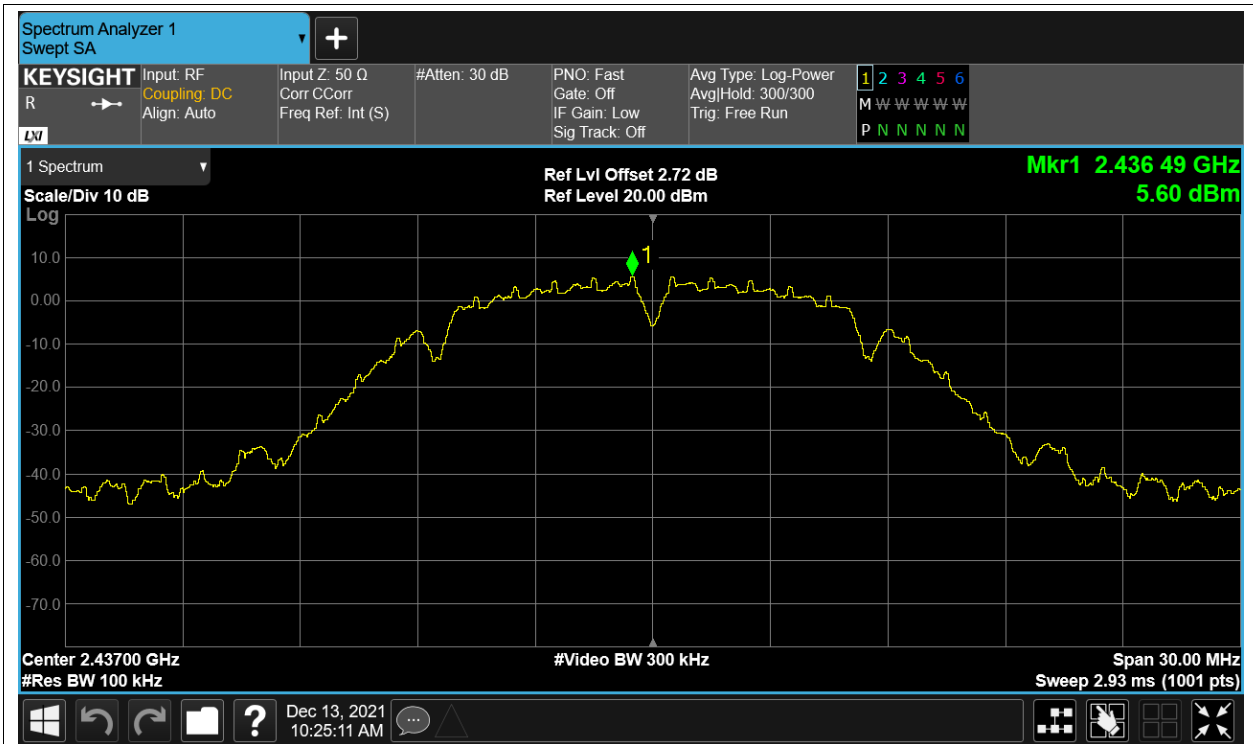 Spectrum Analyzer 1
Swept SA
KEYSIGHT
R
LXI
Input: RF
Coupling: DC
Align: Auto
Input Z: 50 Ω
Corr CCorr
Freq Ref: Int (S)
#Atten: 30 dB
PNO: Fast
Gate: Off
IF Gain: Low
Sig Track: Off
Avg Type: Log-Power
Avg|Hold: 300/300
Trig: Free Run
1 2 3 4 5 6
M W W W W W W
P N N N N N
1 Spectrum
Scale/Div 10 dB
Log
Ref Lvl Offset 2.72 dB
Ref Level 20.00 dBm
Mkr1 2.436 49 GHz
5.60 dBm
1
10.0
0.00
-10.0
-20.0
-30.0
-40.0
-50.0
-60.0
-70.0
Center 2.43700 GHz
#Res BW 100 kHz
#Video BW 300 kHz
Span 30.00 MHz
Sweep 2.93 ms (1001 pts)
?
Dec 13, 2021
10:25:11 AM